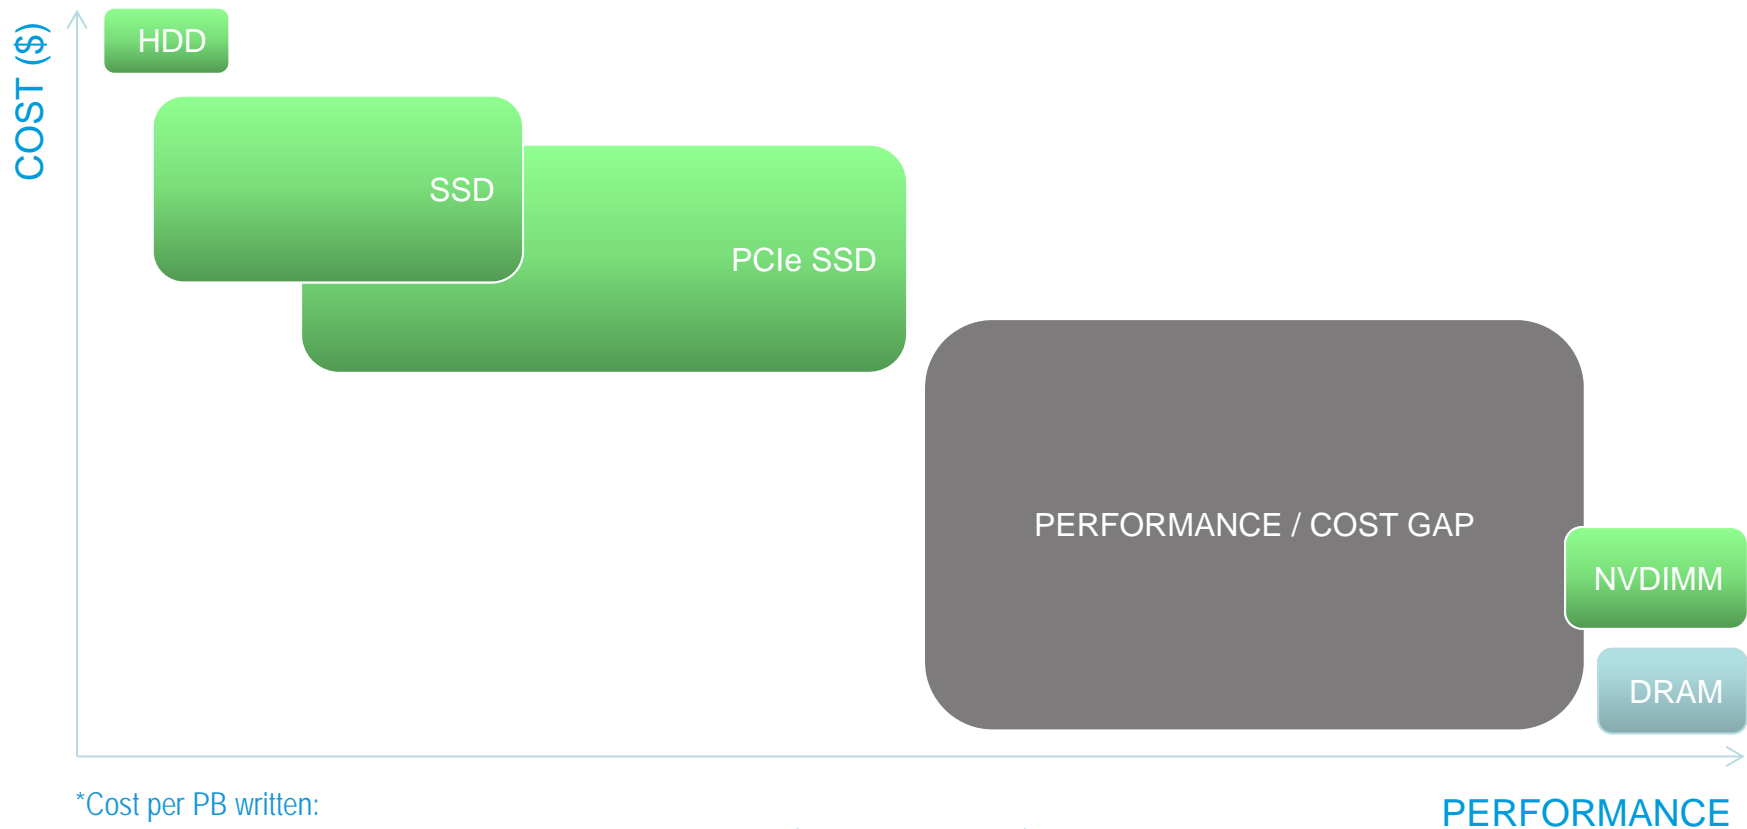 COST ($)
HDD
SSD
PCIe SSD
PERFORMANCE / COST GAP
NVDIMM
DRAM
*Cost per PB written:
PERFORMANCE